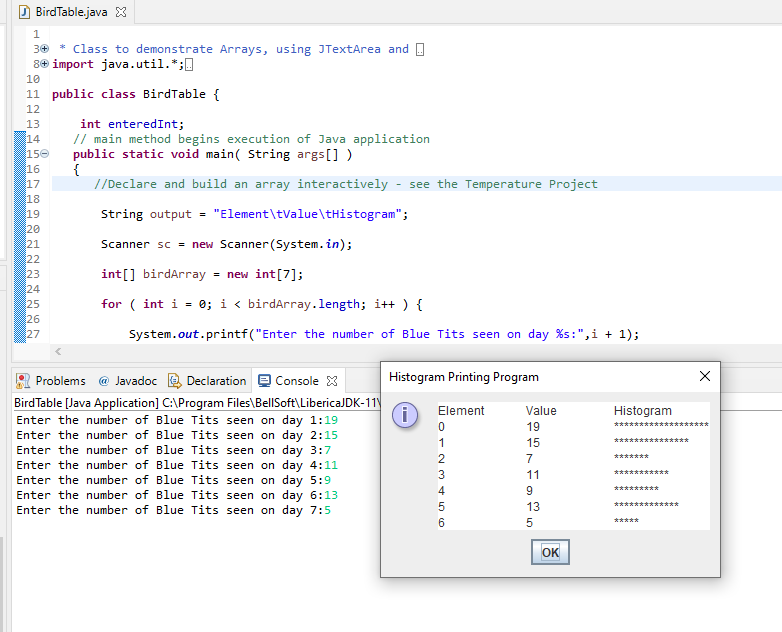 BirdTable.java
1
3 * Class to demonstrate Arrays, using JTextArea and
8 import java.util.*;
10
11 public class BirdTable {
12
13 int enteredInt;
14 // main method begins execution of Java application
15 public static void main( String args[] )
16 {
17 //Declare and build an array interactively - see the Temperature Project
18
19 String output = "Element\tValue\tHistogram";
20
21 Scanner sc = new Scanner(System.in);
22
23 int[] birdArray = new int[7];
24
25 for ( int i = 0; i < birdArray.length; i++ ) {
26
27 System.out.printf("Enter the number of Blue Tits seen on day %s:",i + 1);
Problems @ Javadoc Declaration Console
BirdTable [Java Application] C:\Program Files\BellSoft\LibericaJDK-11\
Enter the number of Blue Tits seen on day 1:19
Enter the number of Blue Tits seen on day 2:15
Enter the number of Blue Tits seen on day 3:7
Enter the number of Blue Tits seen on day 4:11
Enter the number of Blue Tits seen on day 5:9
Enter the number of Blue Tits seen on day 6:13
Enter the number of Blue Tits seen on day 7:5
Histogram Printing Program
Element Value Histogram
0 19 *******************
1 15 ***************
2 7 *******
3 11 ***********
4 9 *********
5 13 *************
6 5 *****
OK